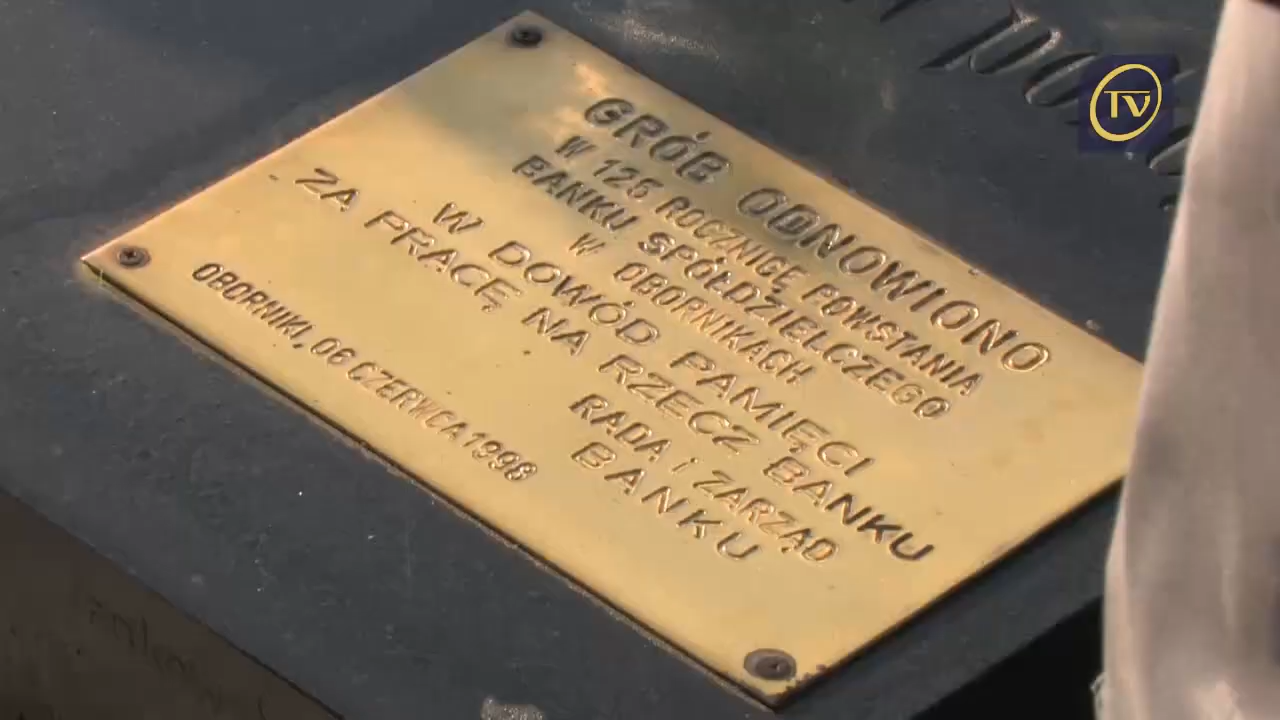 GRÓB ODNOWIONO
W 125 ROCZNICĘ POWSTANIA
BANKU SPÓŁDZIELCZEGO
W OBORNIKACH
W DOWÓD PAMIĘCI
ZA PRACĘ NA RZECZ BANKU
RADA I ZARZĄD
BANKU
OBORNIKI, 06 CZERWCA 1998
TV